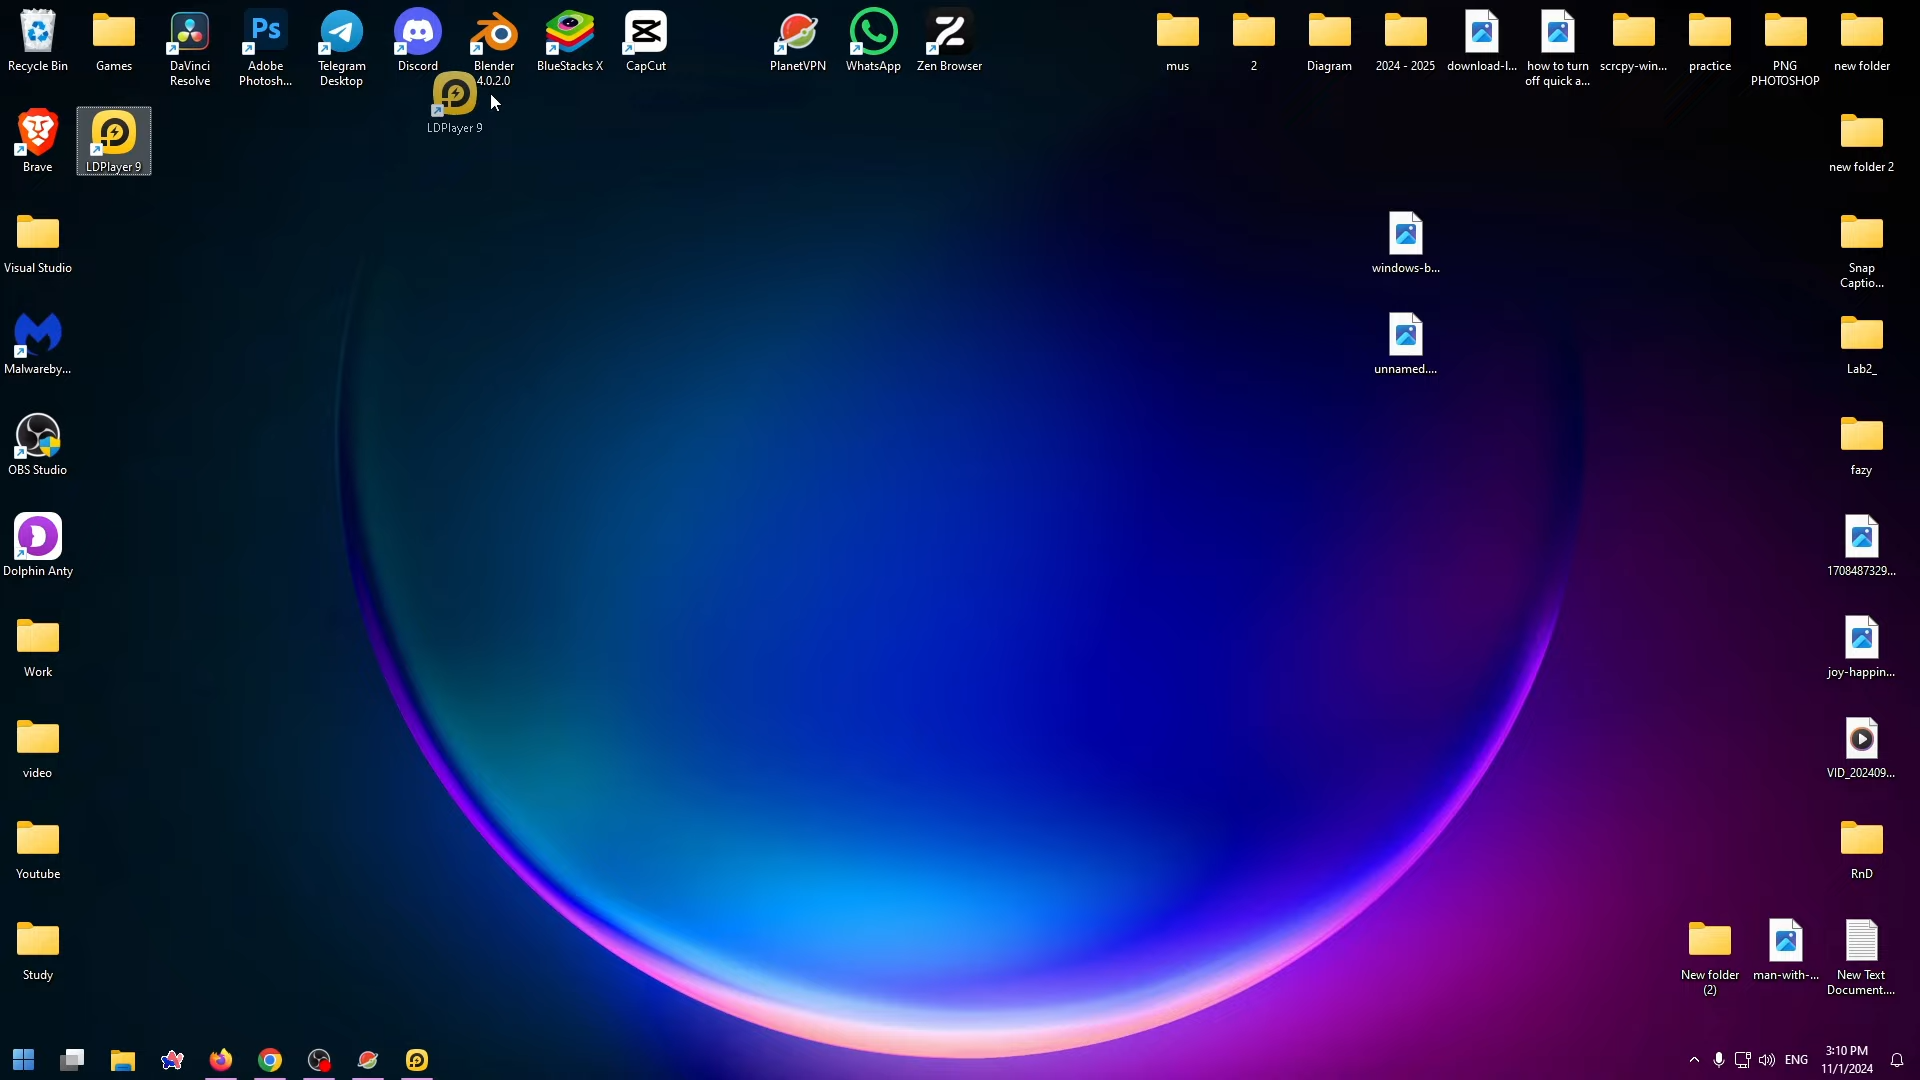 Recycle Bin
Games
DaVinci
Resolve
Ps
Adobe
Photosh...
Telegram
Desktop
Discord
Blender
4.0.2.0
BlueStacks X
CapCut
PlanetVPN
WhatsApp
Zen Browser
mus
2
Diagram
2024 - 2025
download-l...
how to turn
off quick a...
scrcpy-win...
practice
PNG
PHOTOSHOP
new folder
LDPlayer 9
Brave
LDPlayer 9
new folder 2
Visual Studio
windows-b...
Snap
Captio...
Malwareby...
unnamed....
Lab2_
OBS Studio
fazy
Dolphin Anty
1708487329...
Work
joy-happin...
video
VID_202409...
Youtube
RnD
Study
New folder
(2)
man-with-...
New Text
Document....
ENG
3:10 PM
11/1/2024